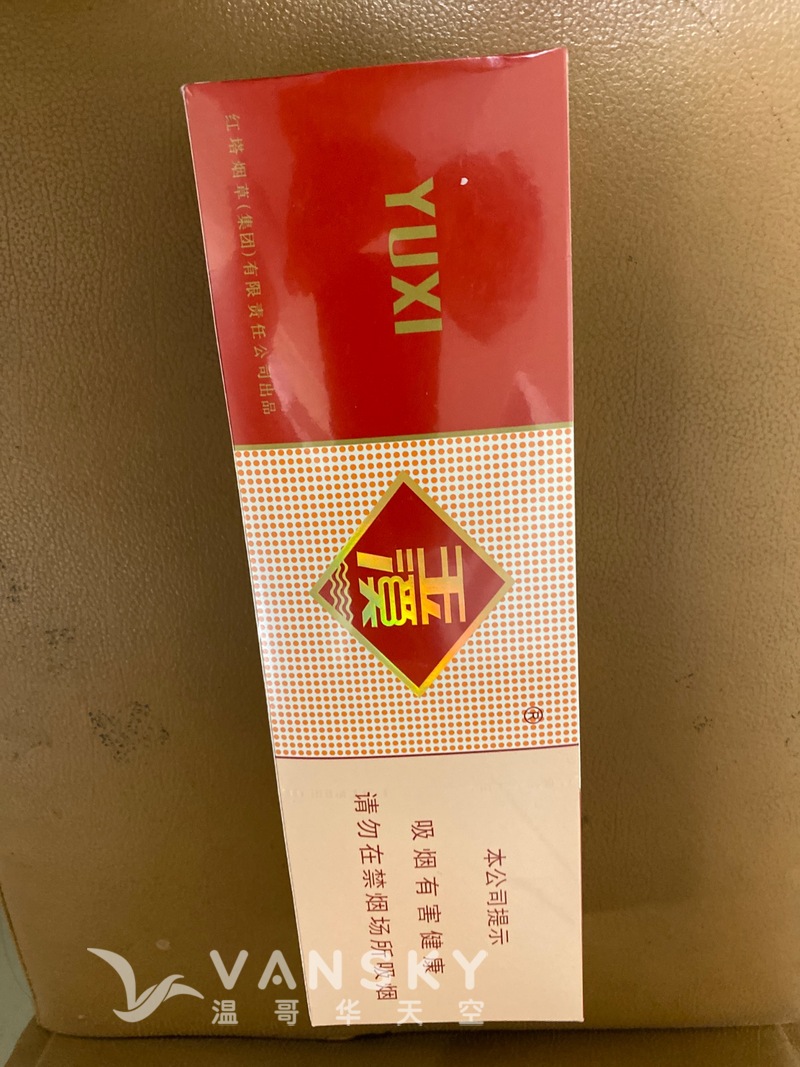 YUXI
红塔烟草(集团)有限责任公司出品
玉溪
®
本公司提示
吸烟有害健康
请勿在禁烟场所吸烟
VANSKY
温哥华天空